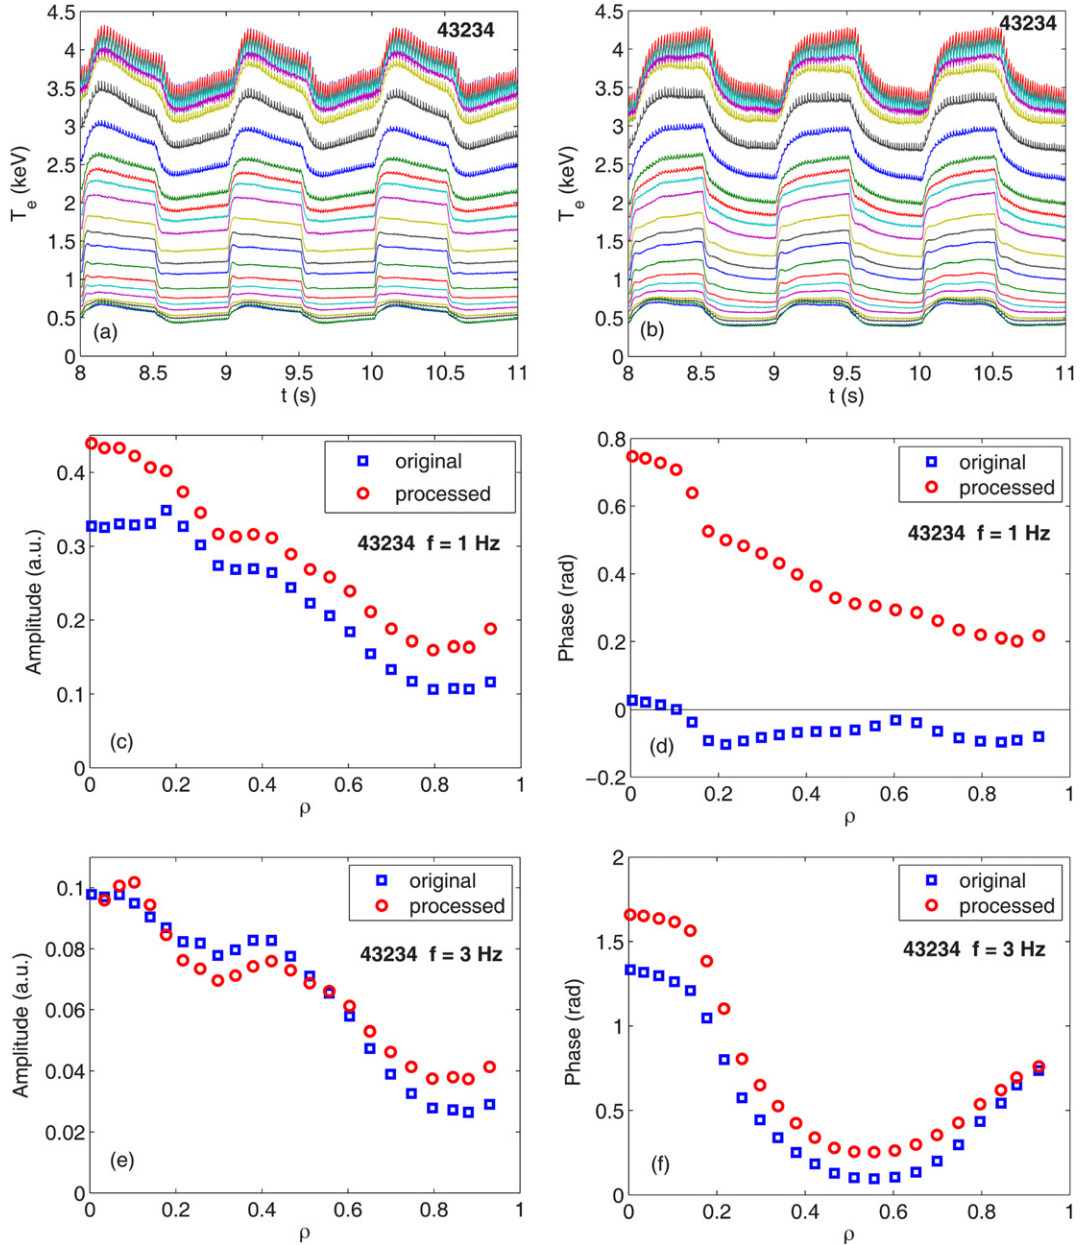 4.5
4
3.5
3
2.5
2
1.5
1
0.5
0
T_e (keV)
43234
(a)
8 8.5 9 9.5 10 10.5 11
t (s)
4.5
4
3.5
3
2.5
2
1.5
1
0.5
0
T_e (keV)
43234
(b)
8 8.5 9 9.5 10 10.5 11
t (s)
0.4
0.3
0.2
0.1
0
Amplitude (a.u.)
original
processed
43234 f = 1 Hz
(c)
0 0.2 0.4 0.6 0.8 1
ρ
0.8
0.6
0.4
0.2
0
−0.2
Phase (rad)
original
processed
43234 f = 1 Hz
(d)
0 0.2 0.4 0.6 0.8 1
ρ
0.1
0.08
0.06
0.04
0.02
0
Amplitude (a.u.)
original
processed
43234 f = 3 Hz
(e)
0 0.2 0.4 0.6 0.8 1
ρ
2
1.5
1
0.5
0
Phase (rad)
original
processed
43234 f = 3 Hz
(f)
0 0.2 0.4 0.6 0.8 1
ρ